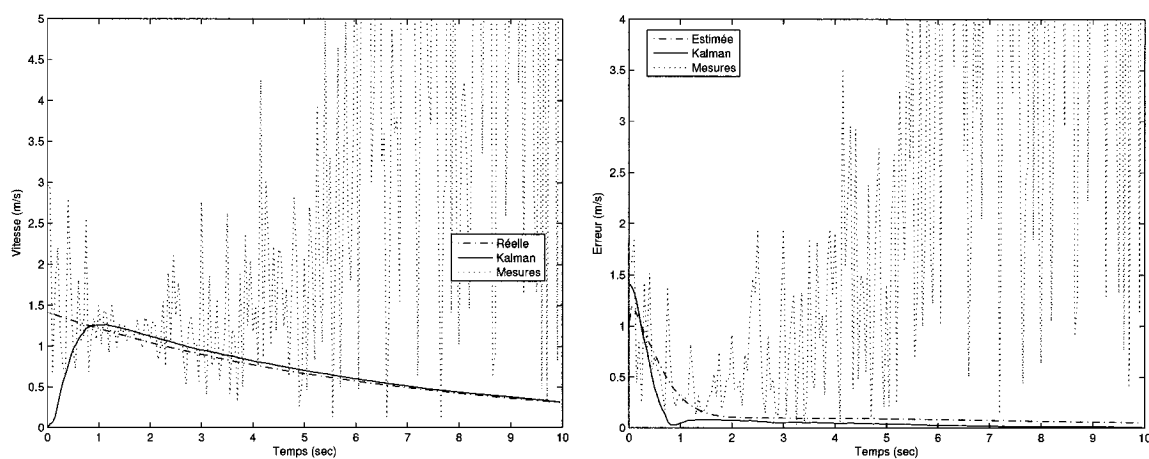 5
4.5
4
3.5
3
2.5
2
1.5
1
0.5
0
Vitesse (m/s)
Réelle
Kalman
Mesures
0 1 2 3 4 5 6 7 8 9 10
Temps (sec)
4
3.5
3
2.5
2
1.5
1
0.5
0
Erreur (m/s)
Estimée
Kalman
Mesures
0 1 2 3 4 5 6 7 8 9 10
Temps (sec)